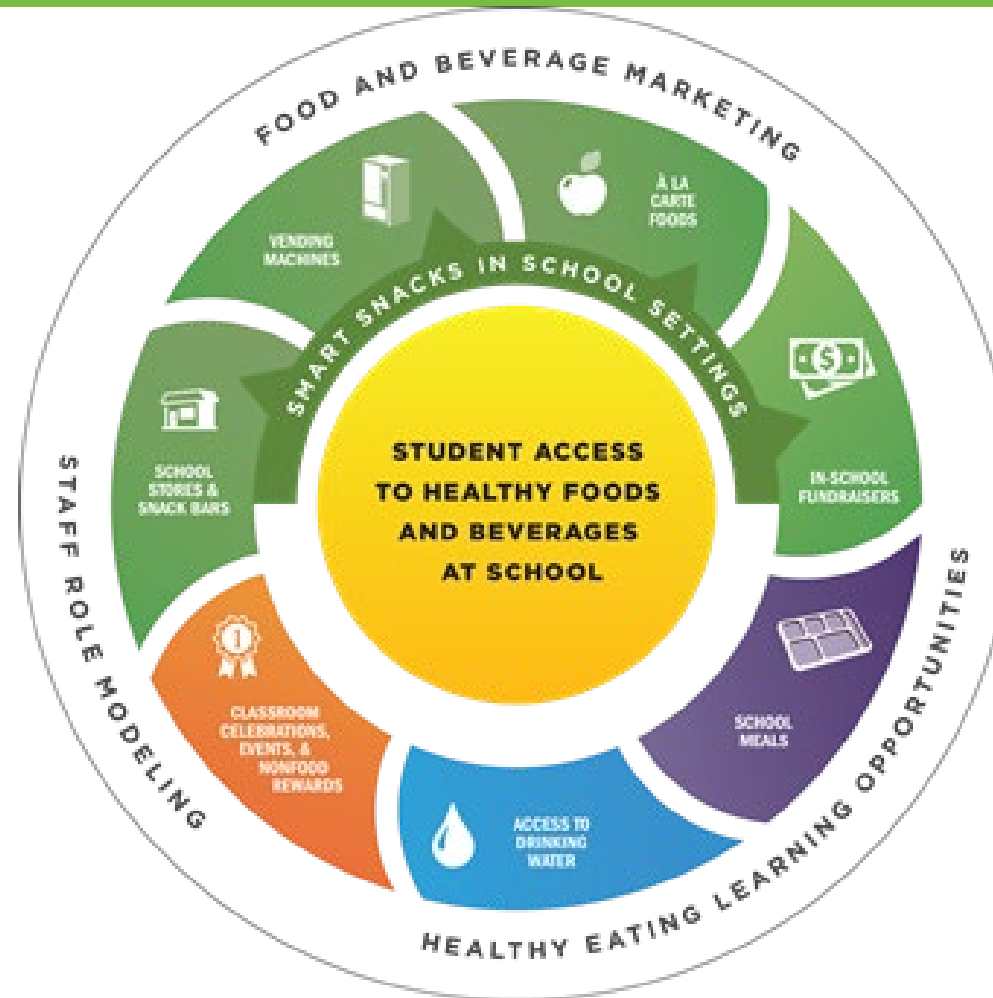 FOOD AND BEVERAGE MARKETING
VENDING
MACHINES
À LA
CARTE
FOODS
SMART SNACKS IN SCHOOL SETTINGS
IN-SCHOOL
FUNDRAISERS
SCHOOL
STORES &
SNACK BARS
STUDENT ACCESS
TO HEALTHY FOODS
AND BEVERAGES
AT SCHOOL
SCHOOL
MEALS
CLASSROOM
CELEBRATIONS,
EVENTS, &
NONFOOD
REWARDS
1
ACCESS TO
DRINKING
WATER
$
STAFF ROLE MODELING
HEALTHY EATING LEARNING OPPORTUNITIES